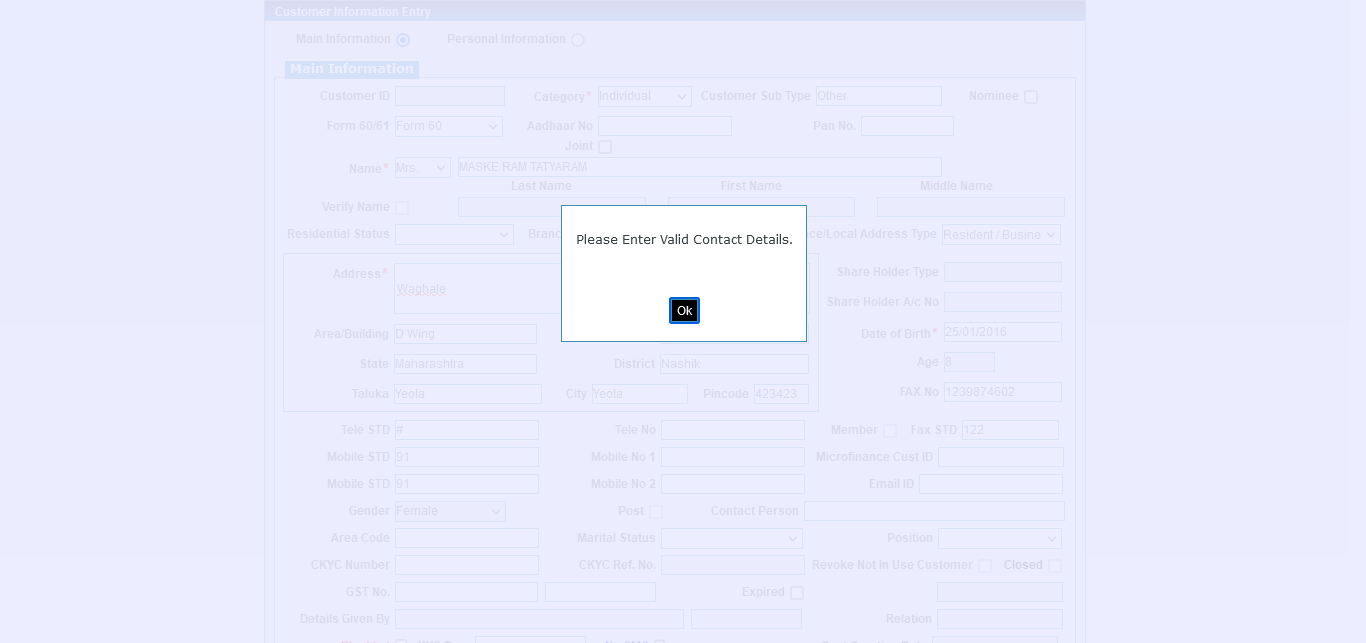 Customer Information Entry
Main Information Personal Information
Main Information
Customer ID Category* Individual Customer Sub Type Other Nominee
Form 60/61 Form 60 Aadhaar No Pan No.
Joint
Name* Mrs. MASKE RAM TATYARAM
Last Name First Name Middle Name
Verify Name
Residential Status ce/Local Address Type Resident / Busine
Address* Share Holder Type
Waghale
Share Holder A/c No
Area/Building D Wing Date of Birth* 25/01/2016
State Maharashtra District Nashik Age 8
Taluka Yeola City Yeola Pincode 423423 FAX No 1239874602
Tele STD # Tele No Member Fax STD 122
Mobile STD 91 Mobile No 1 Microfinance Cust ID
Mobile STD 91 Mobile No 2 Email ID
Gender Female Post Contact Person
Area Code Marital Status Position
CKYC Number CKYC Ref. No. Revoke Not In Use Customer Closed
GST No. Expired
Details Given By Relation
Please Enter Valid Contact Details.
Ok